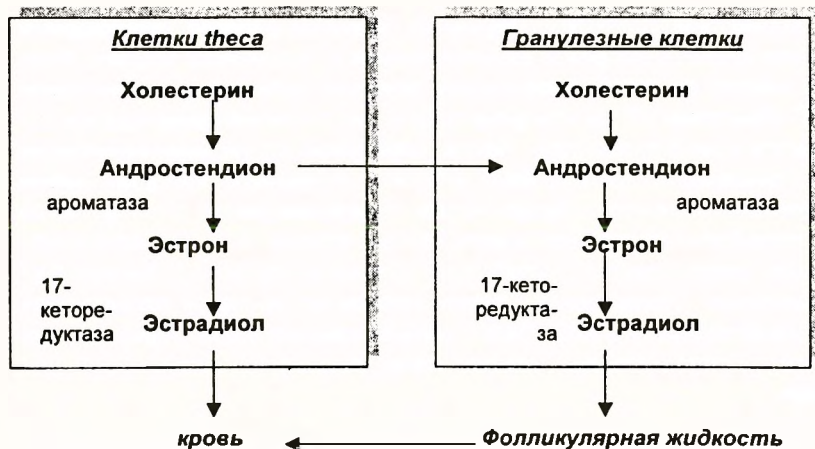 Клетки theca
Холестерин
Андростендион
ароматаза
Эстрон
17-
кеторе-
дуктаза
Эстрадиол
кровь
Гранулезные клетки
Холестерин
Андростендион
ароматаза
Эстрон
17-кето-
редукта-
за
Эстрадиол
Фолликулярная жидкость